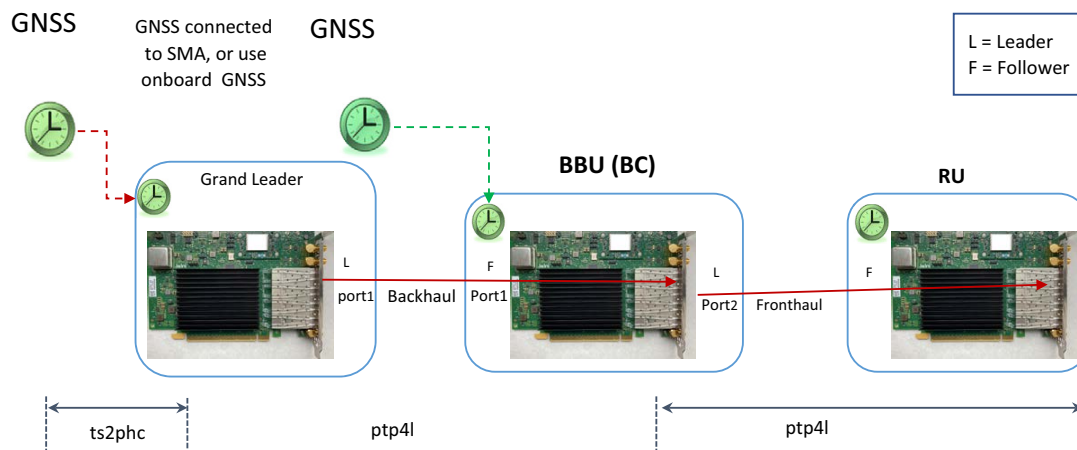 GNSS
GNSS connected
to SMA, or use
onboard GNSS
GNSS
L = Leader
F = Follower
Grand Leader
BBU (BC)
RU
L
F
L
F
port1
Backhaul
Port1
Port2
Fronthaul
ts2phc
ptp4l
ptp4l